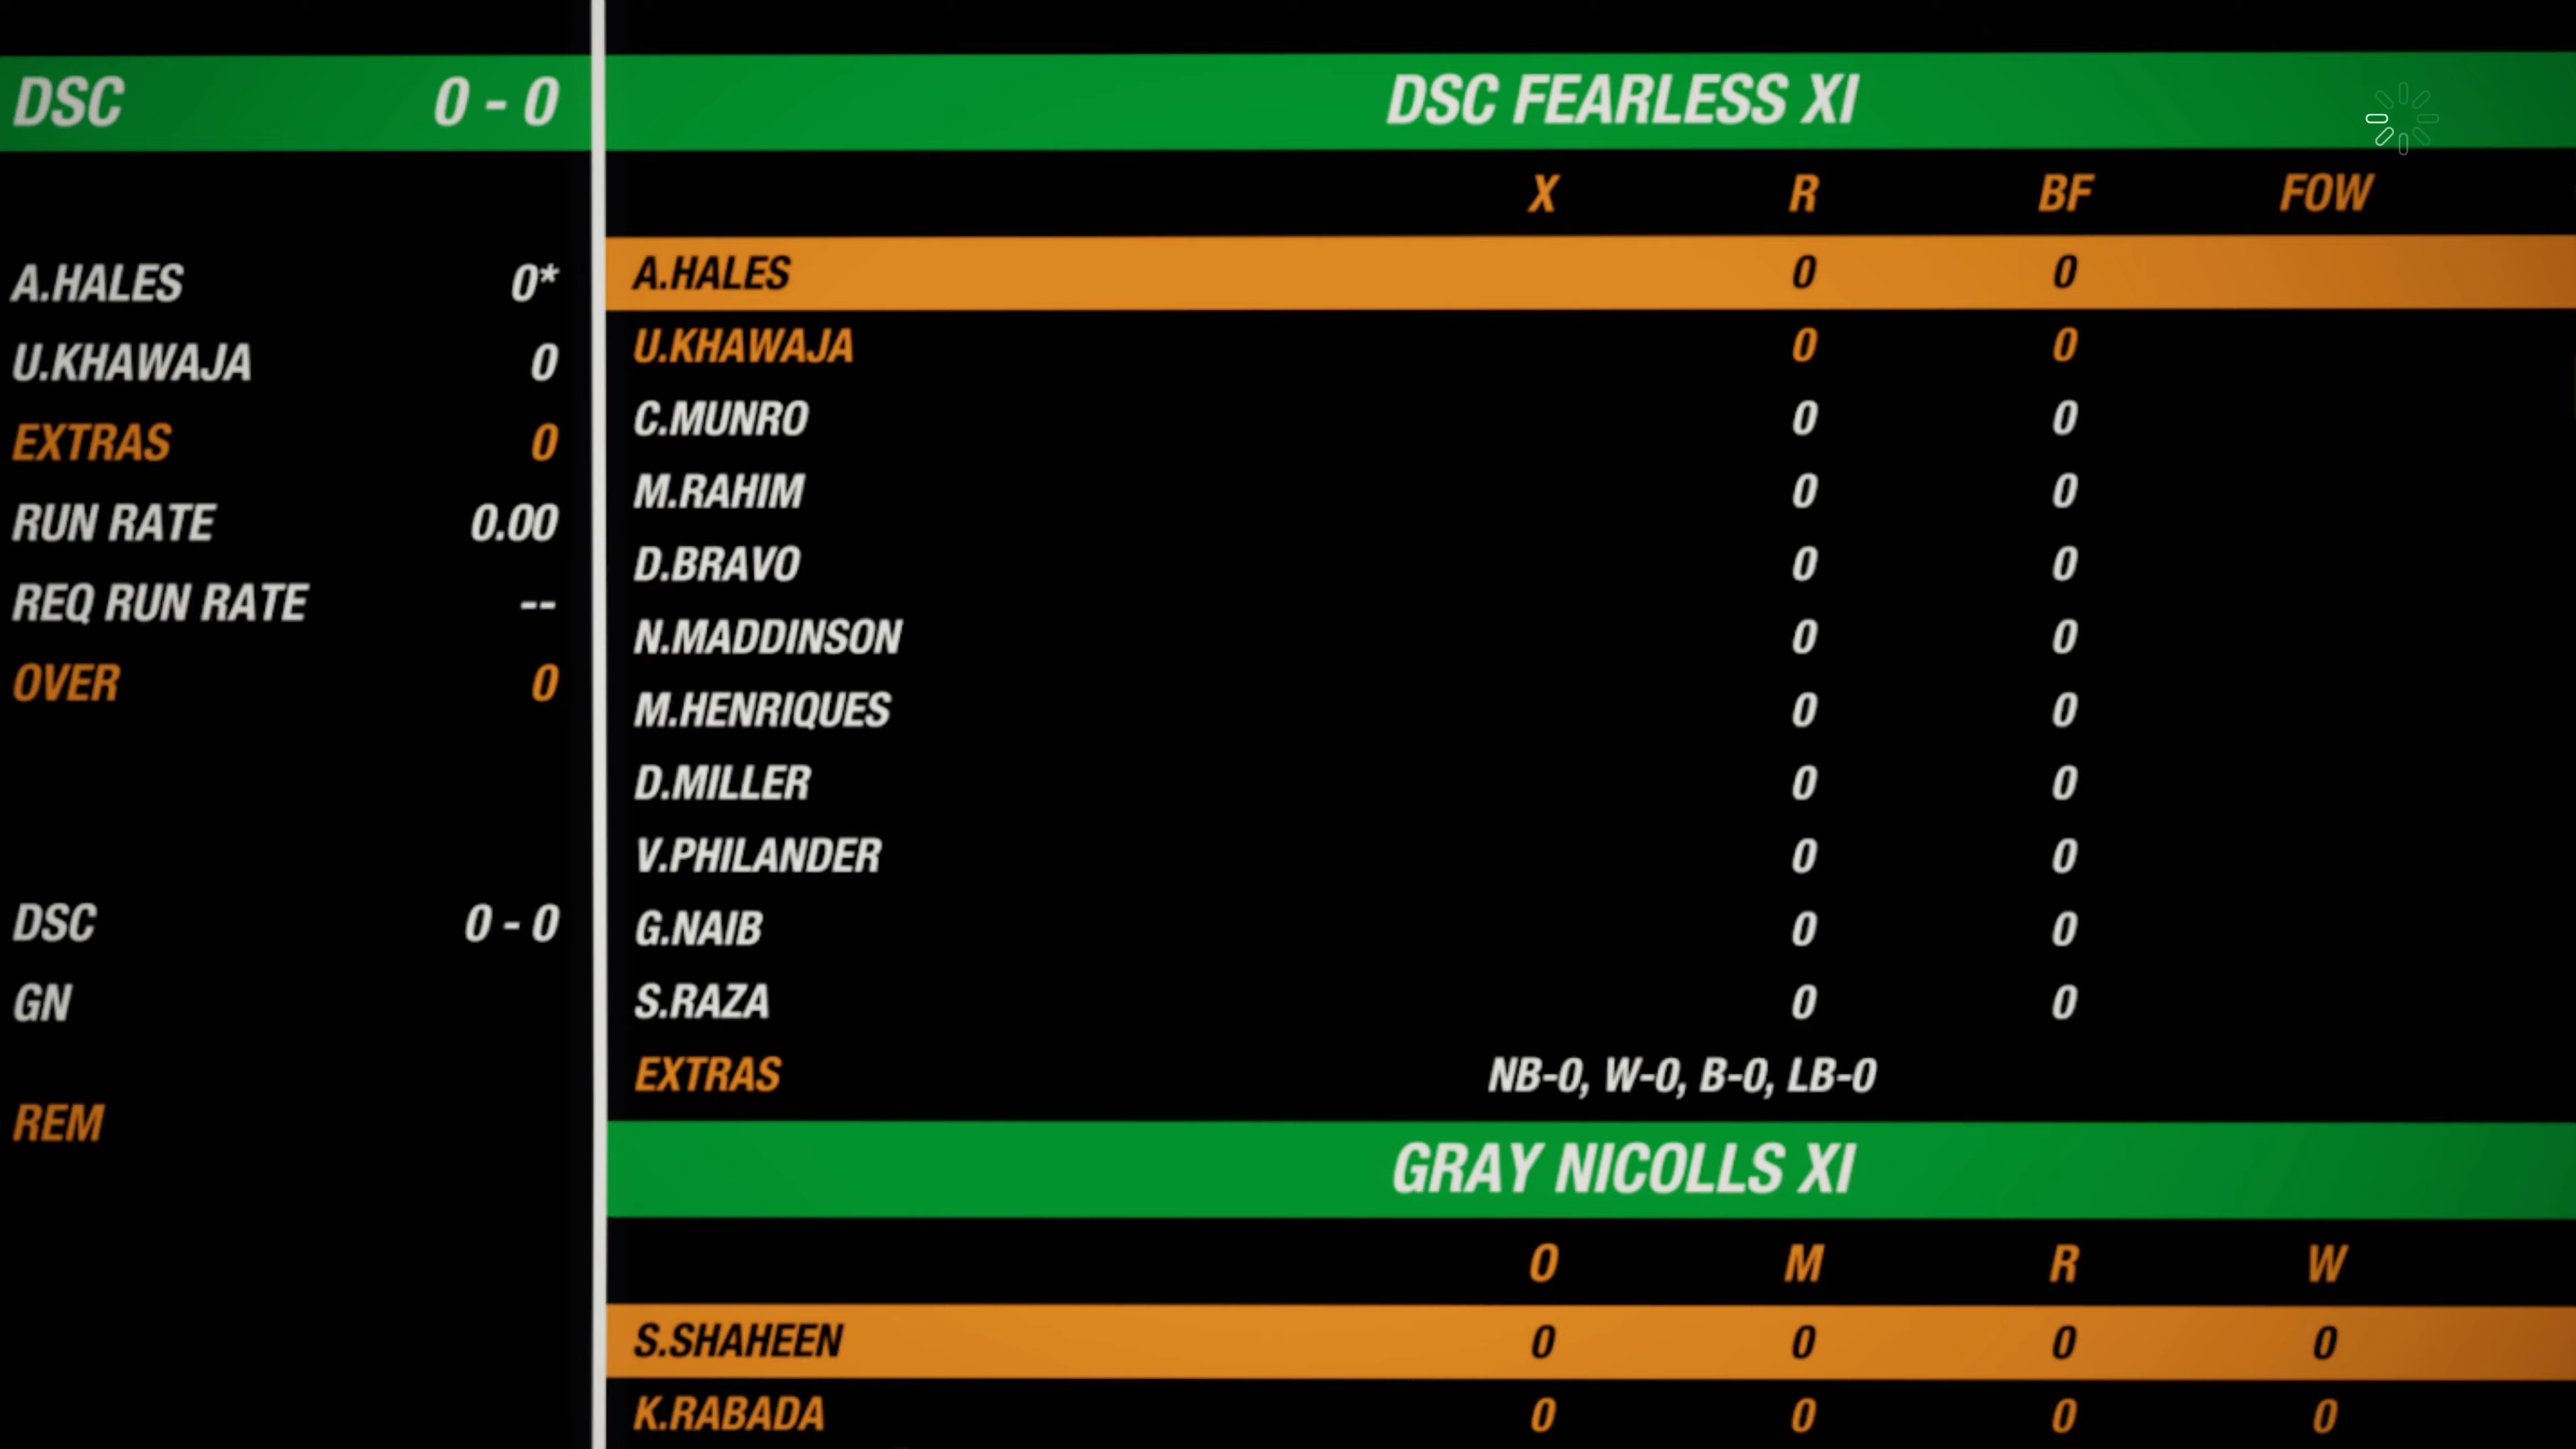 DSC 0 - 0
A.HALES 0*
U.KHAWAJA 0
EXTRAS 0
RUN RATE 0.00
REQ RUN RATE --
OVER 0
DSC 0 - 0
GN
REM
DSC FEARLESS XI
X R BF FOW
A.HALES 0 0
U.KHAWAJA 0 0
C.MUNRO 0 0
M.RAHIM 0 0
D.BRAVO 0 0
N.MADDINSON 0 0
M.HENRIQUES 0 0
D.MILLER 0 0
V.PHILANDER 0 0
G.NAIB 0 0
S.RAZA 0 0
EXTRAS NB-0, W-0, B-0, LB-0
GRAY NICOLLS XI
O M R W
S.SHAHEEN 0 0 0 0
K.RABADA 0 0 0 0